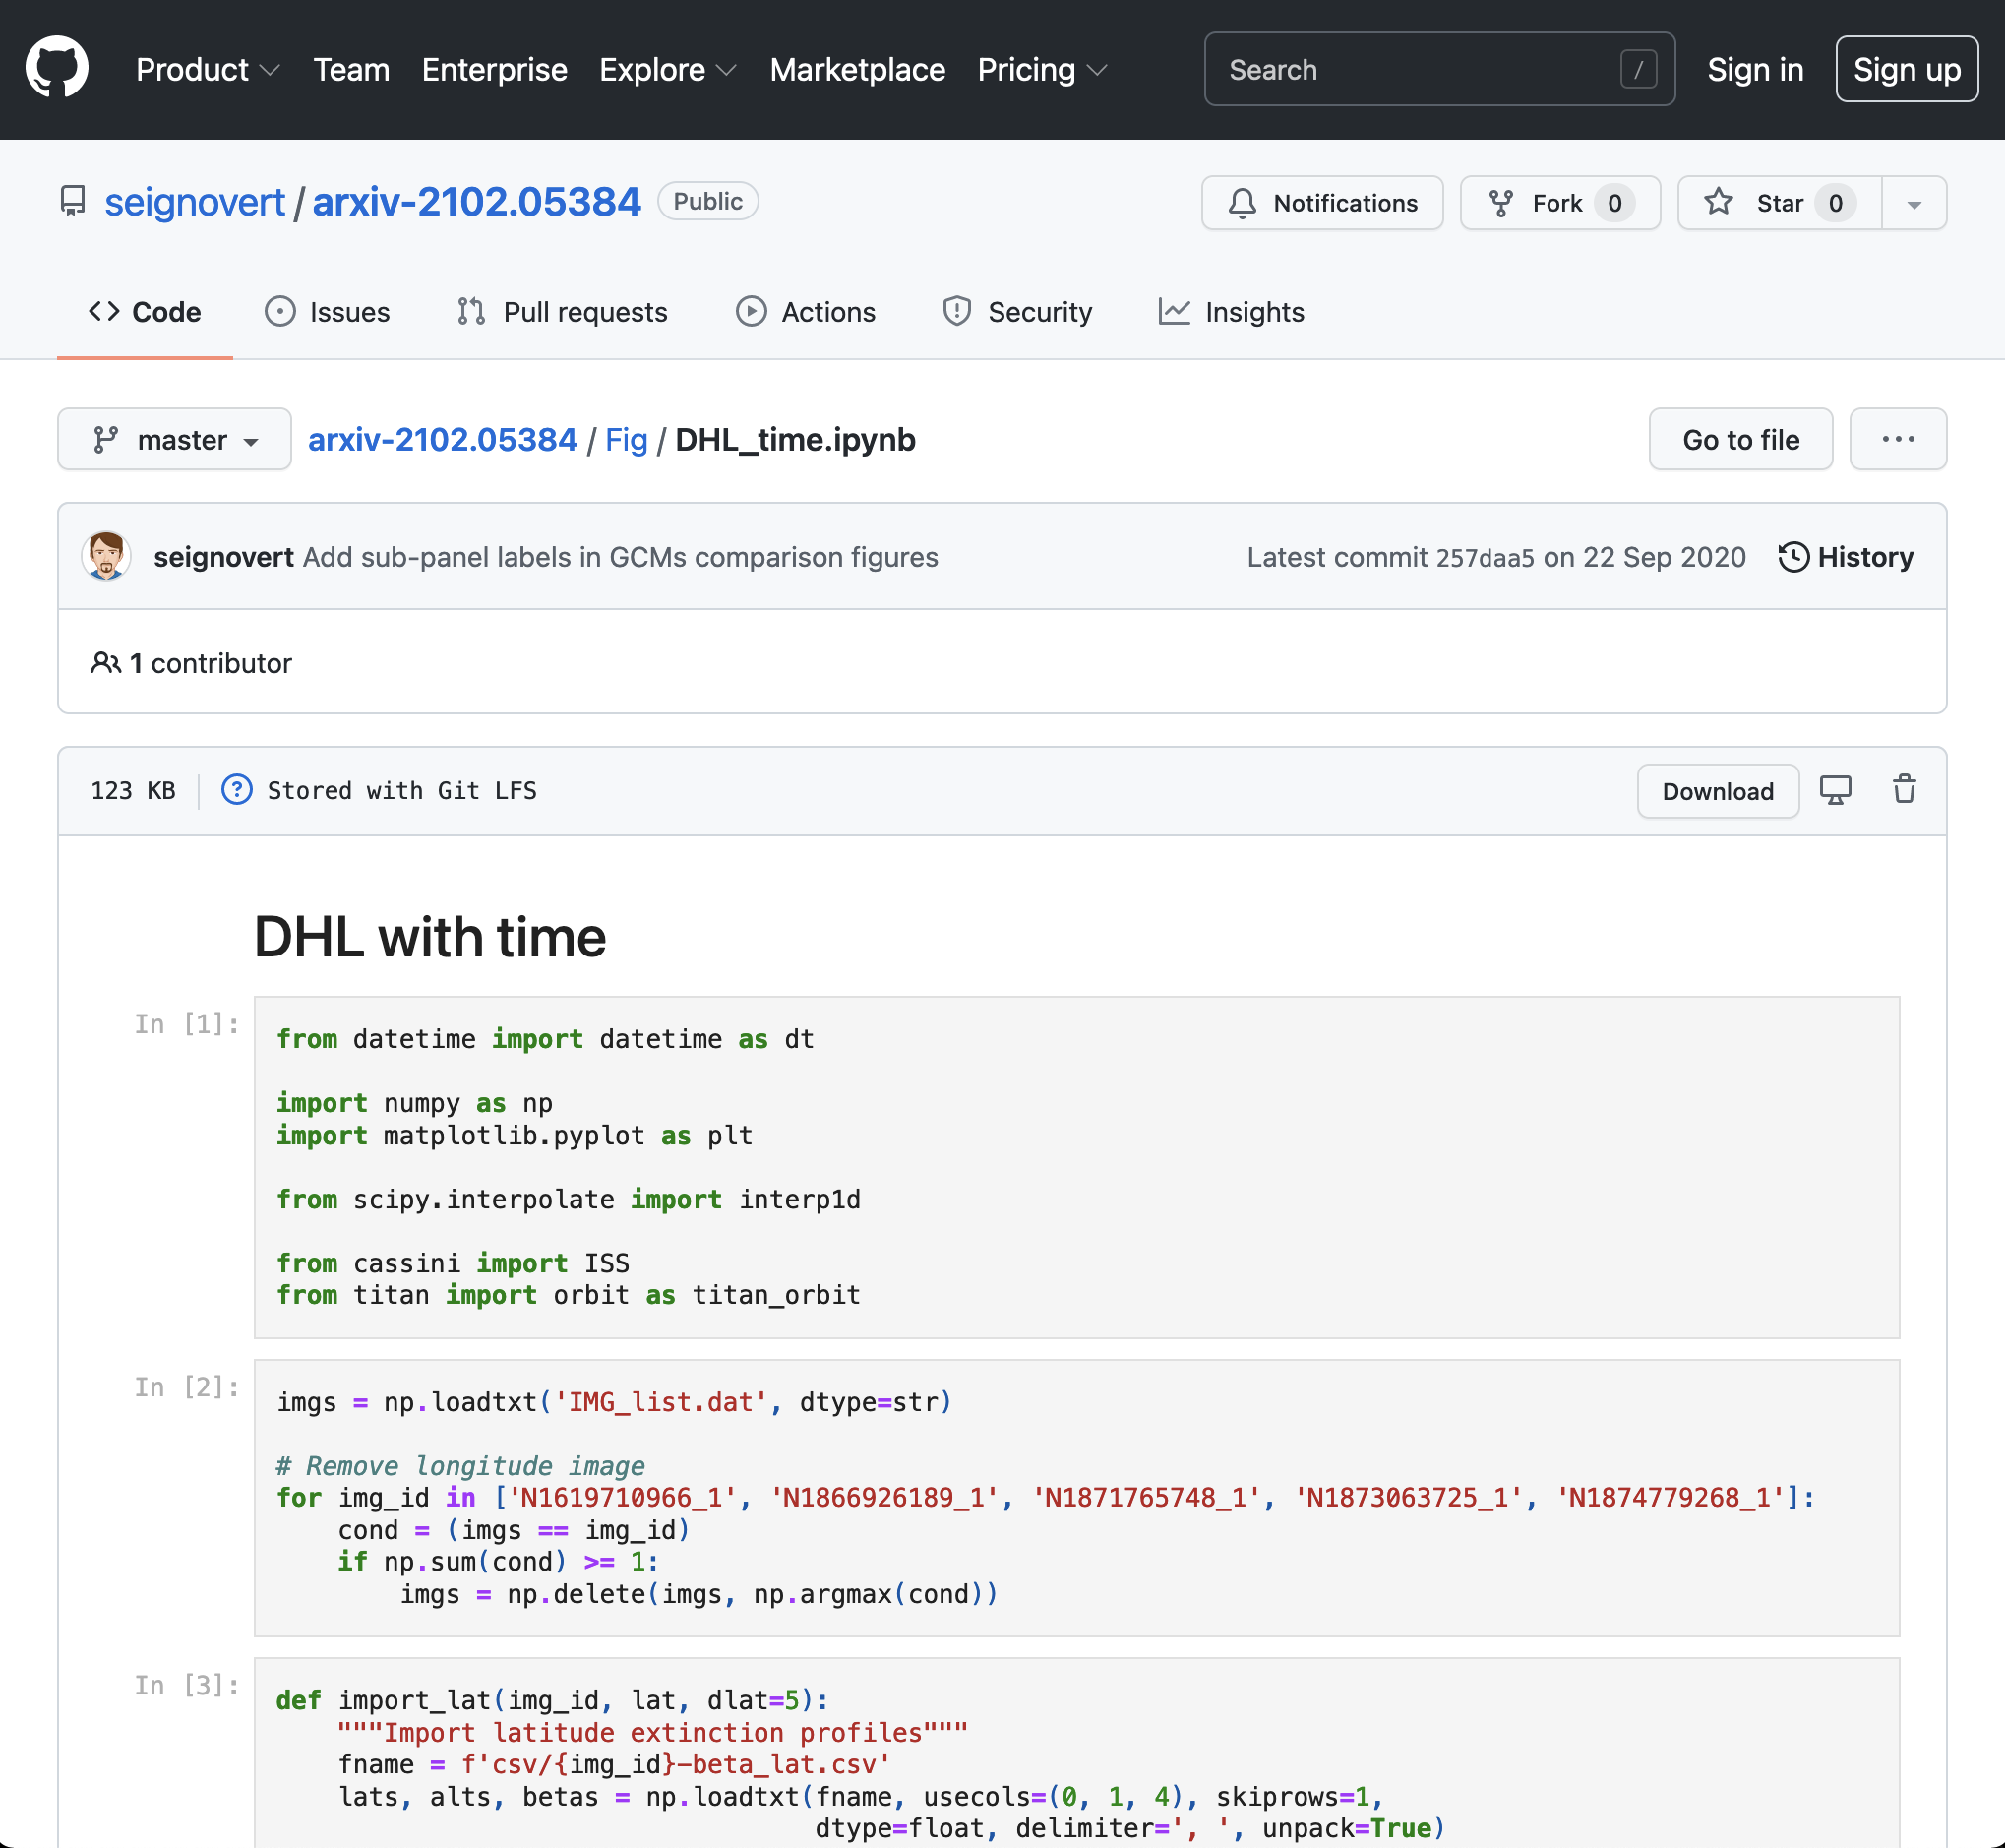 Product Team Enterprise Explore Marketplace Pricing Search / Sign in Sign up
seignovert / arxiv-2102.05384 Public Notifications Fork 0 Star 0
Code Issues Pull requests Actions Security Insights
master arxiv-2102.05384 / Fig / DHL_time.ipynb Go to file ...
seignovert Add sub-panel labels in GCMs comparison figures Latest commit 257daa5 on 22 Sep 2020 History
1 contributor
123 KB ? Stored with Git LFS Download
DHL with time
In [1]:
from datetime import datetime as dt
import numpy as np
import matplotlib.pyplot as plt
from scipy.interpolate import interp1d
from cassini import ISS
from titan import orbit as titan_orbit
In [2]:
imgs = np.loadtxt('IMG_list.dat', dtype=str)
# Remove longitude image
for img_id in ['N1619710966_1', 'N1866926189_1', 'N1871765748_1', 'N1873063725_1', 'N1874779268_1']:
    cond = (imgs == img_id)
    if np.sum(cond) >= 1:
        imgs = np.delete(imgs, np.argmax(cond))
In [3]:
def import_lat(img_id, lat, dlat=5):
    """Import latitude extinction profiles"""
    fname = f'csv/{img_id}-beta_lat.csv'
    lats, alts, betas = np.loadtxt(fname, usecols=(0, 1, 4), skiprows=1,
                                   dtype=float, delimiter=', ', unpack=True)